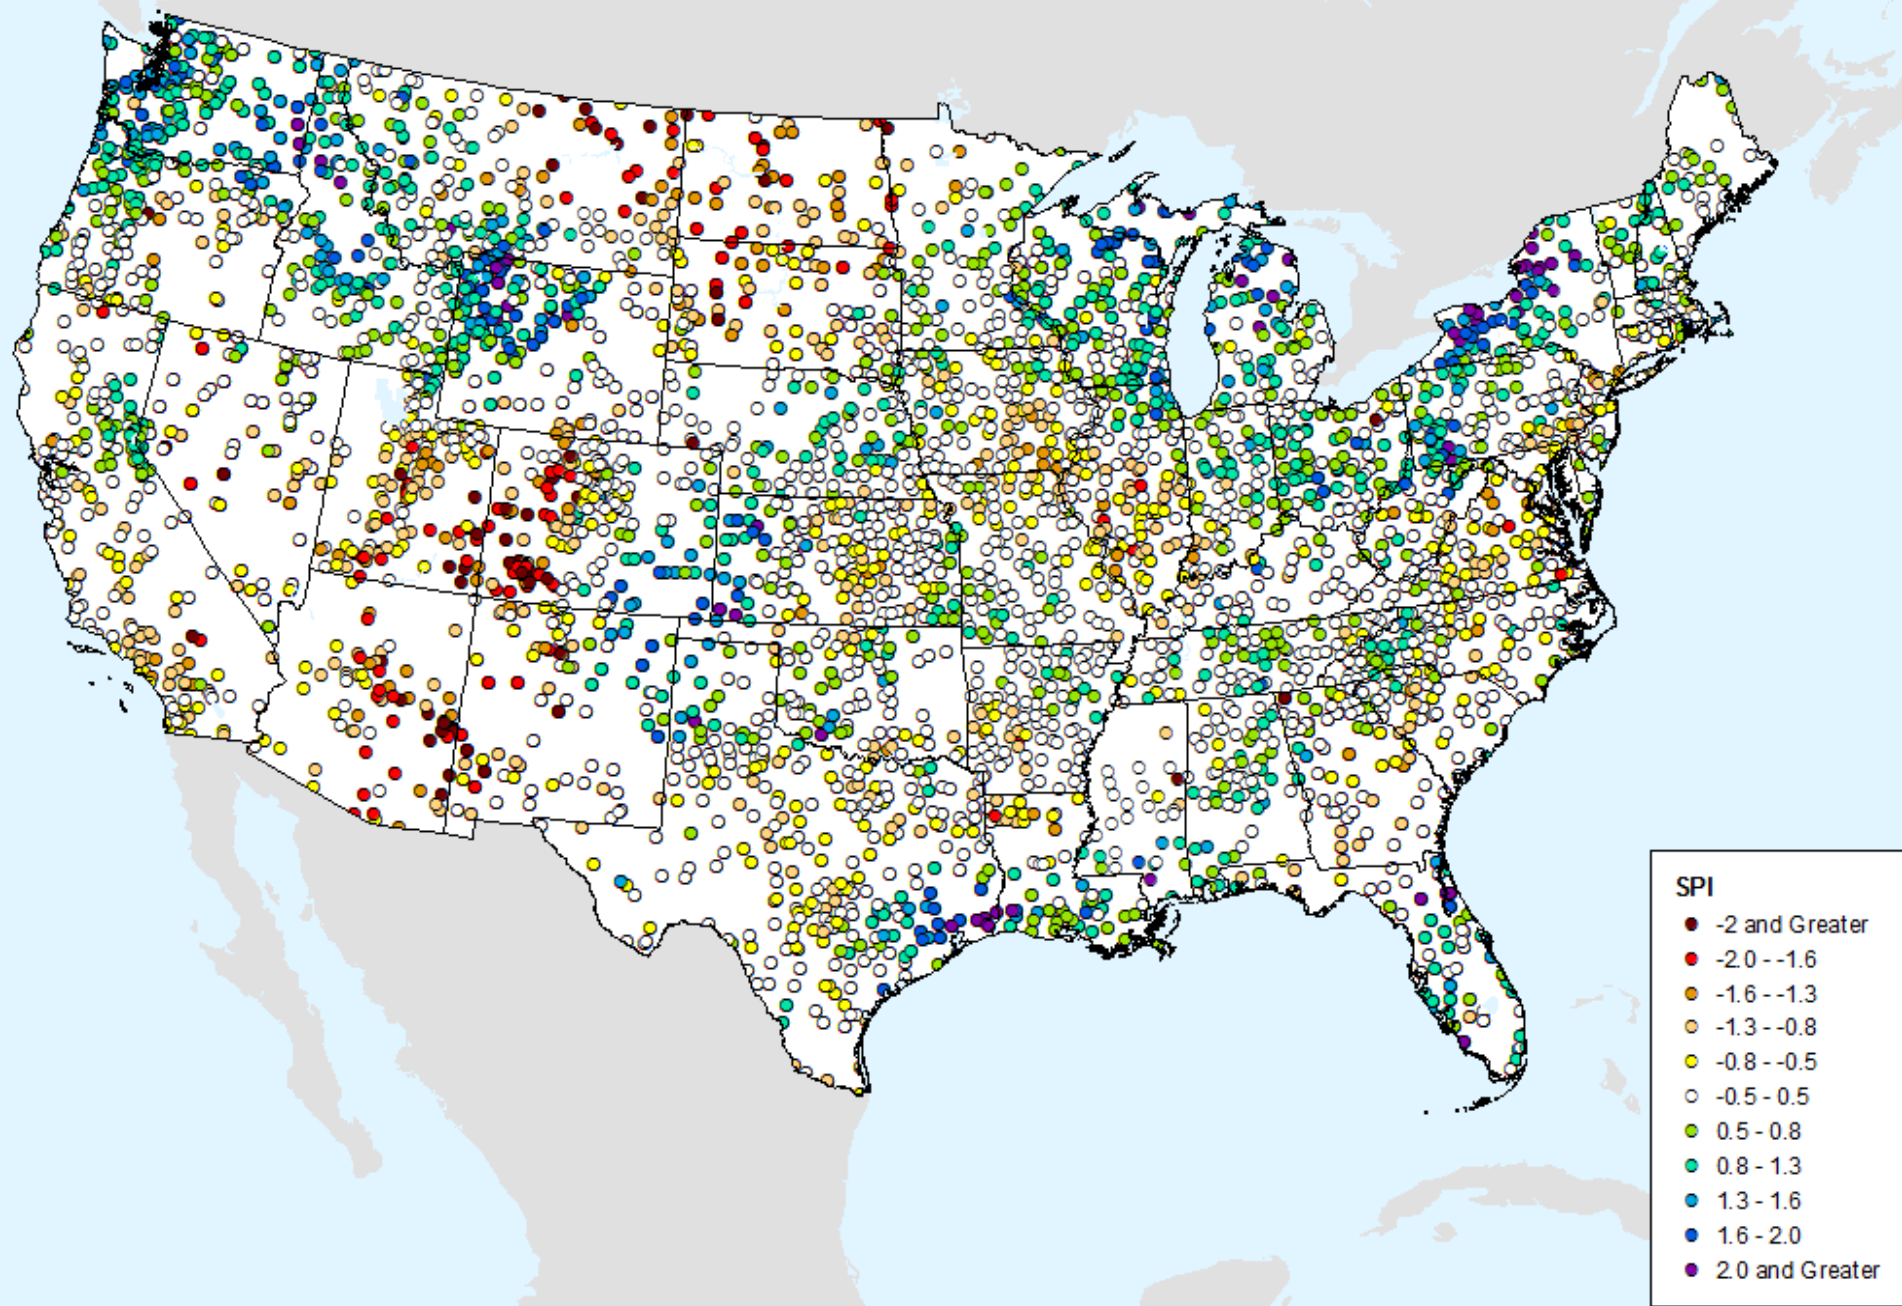 SPI
-2 and Greater
-2.0 - -1.6
-1.6 - -1.3
-1.3 - -0.8
-0.8 - -0.5
-0.5 - 0.5
0.5 - 0.8
0.8 - 1.3
1.3 - 1.6
1.6 - 2.0
2.0 and Greater